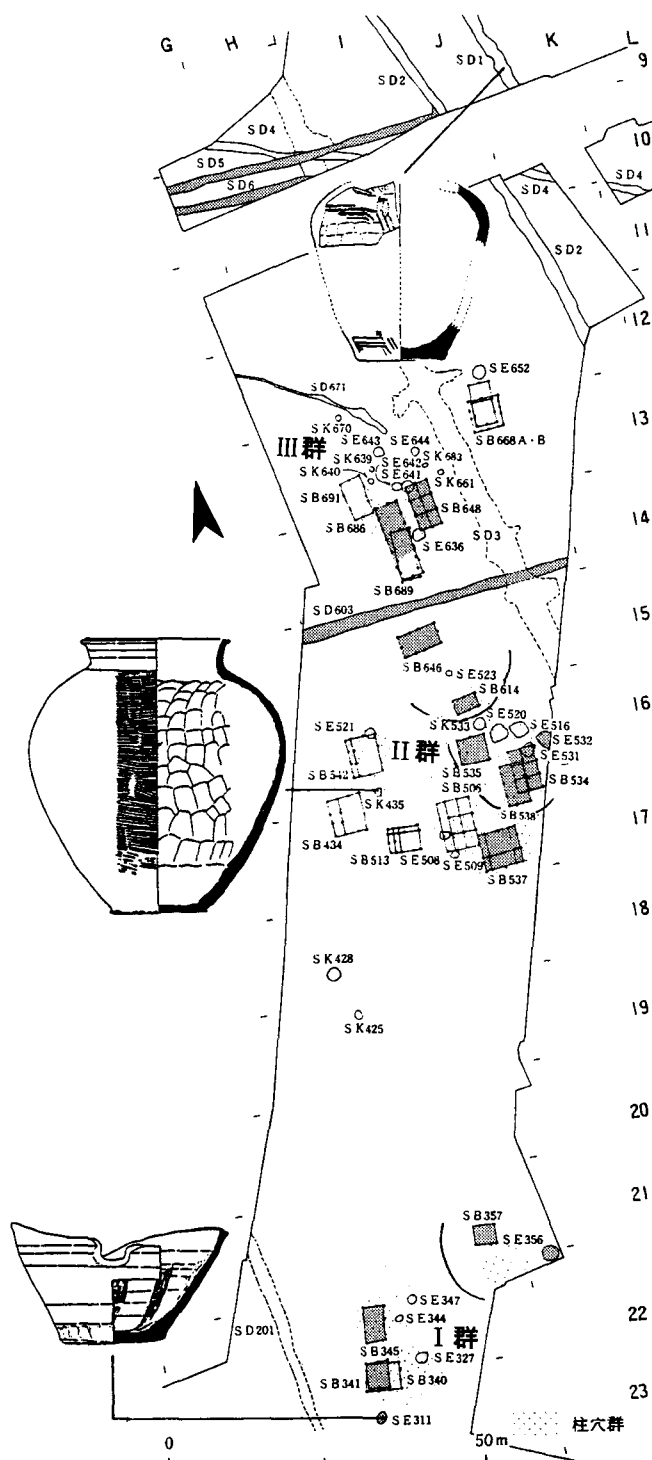 G H I J K L
9
SD1
SD2
SD4
10
SD5
SD4
SD6
SD4
11
SD2
12
SE652
SD671
13
SK670
SB668A・B
III群
SE643 SE644
SK639 SE642 SK683
SK640 SE641
SK661
SB691
SB648
SB686
14
SE636
SD3
SB689
SD603
15
SB646
SE523
SB614
16
SE521
SK533 SE520
SE516
II群
SE532
SE531
SB542
SB535
SB534
SK435
SB506
17
SB538
SB434
SB513 SE508
SE509
SB537
18
SK428
19
SK425
20
21
SB357
SE356
SE347
22
SE344
I群
SD201
SB345
SE327
SB341
SB340
23
SE311
柱穴群
0 50m